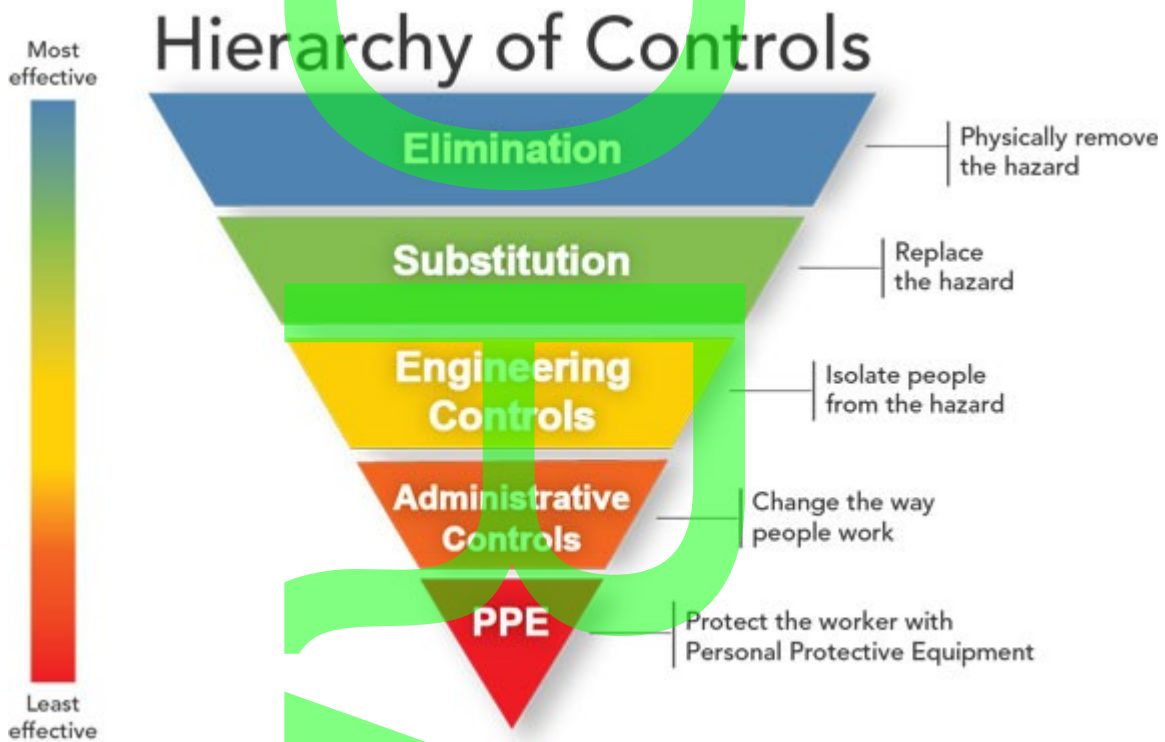 Hierarchy of Controls
Most
effective
Elimination
Physically remove
the hazard
Substitution
Replace
the hazard
Engineering
Controls
Isolate people
from the hazard
Administrative
Controls
Change the way
people work
PPE
Protect the worker with
Personal Protective Equipment
Least
effective